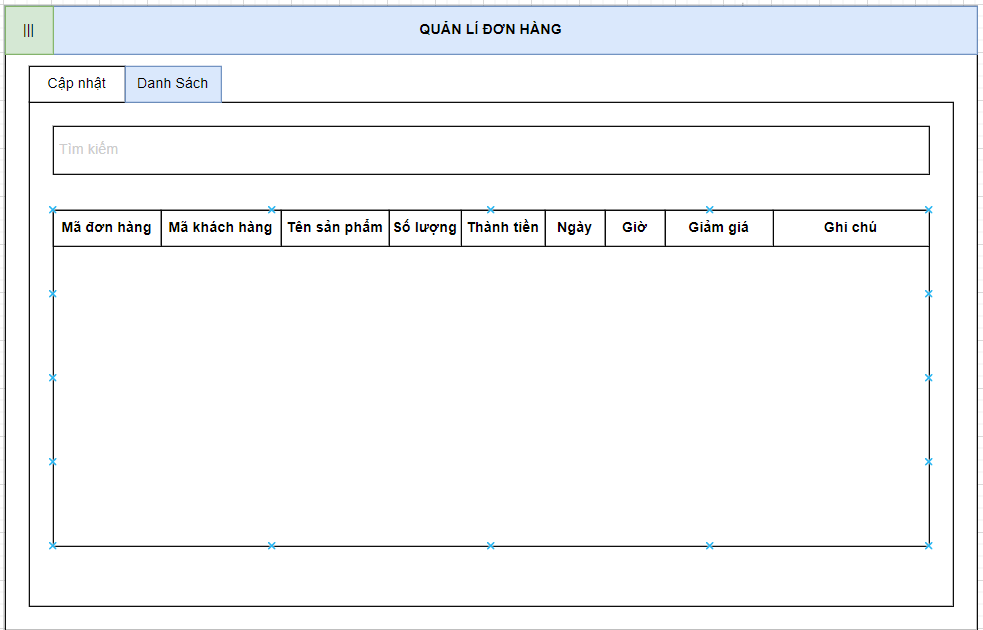 |||
QUẢN LÍ ĐƠN HÀNG
Cập nhật
Danh Sách
Tìm kiếm
Mã đơn hàng
Mã khách hàng
Tên sản phẩm
Số lượng
Thành tiền
Ngày
Giờ
Giảm giá
Ghi chú